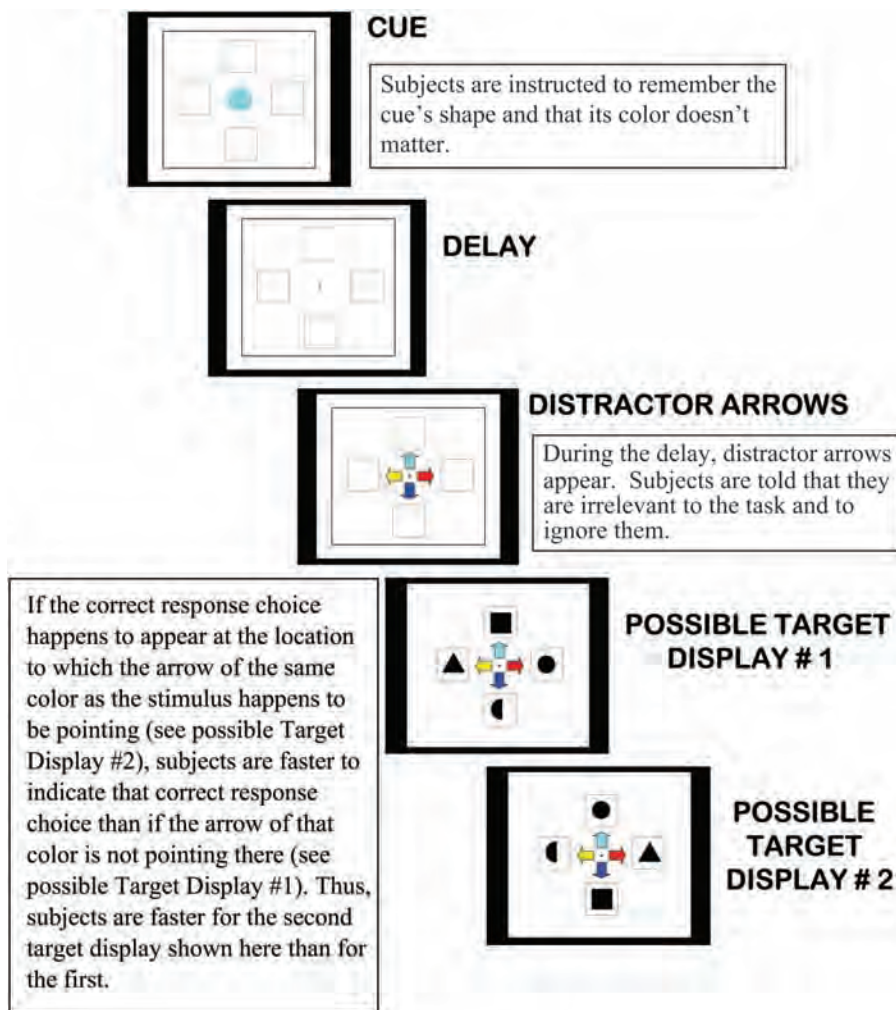 CUE
Subjects are instructed to remember the
cue's shape and that its color doesn't
matter.
DELAY
DISTRACTOR ARROWS
During the delay, distractor arrows
appear. Subjects are told that they
are irrelevant to the task and to
ignore them.
If the correct response choice
happens to appear at the location
to which the arrow of the same
color as the stimulus happens to
be pointing (see possible Target
Display #2), subjects are faster to
indicate that correct response
choice than if the arrow of that
color is not pointing there (see
possible Target Display #1). Thus,
subjects are faster for the second
target display shown here than for
the first.
POSSIBLE TARGET
DISPLAY # 1
POSSIBLE
TARGET
DISPLAY # 2